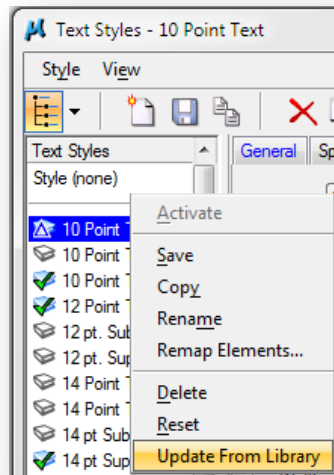 Text Styles - 10 Point Text
Style View
Text Styles
General
Style (none)
10 Point
Activate
10 Point
Save
10 Point
Copy
12 Point
Rename
12 pt. Sub
Remap Elements...
12 pt. Sup
14 Point
Delete
14 Point
Reset
14 pt Sub
Update From Library
14 pt Sup